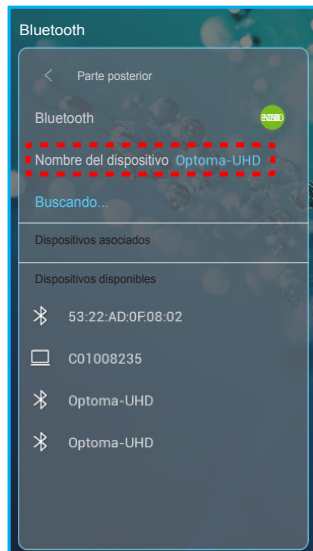 Bluetooth
Parte posterior
Bluetooth
Nombre del dispositivo Optoma-UHD
Buscando...
Dispositivos asociados
Dispositivos disponibles
53:22:AD:0F:08:02
C01008235
Optoma-UHD
Optoma-UHD